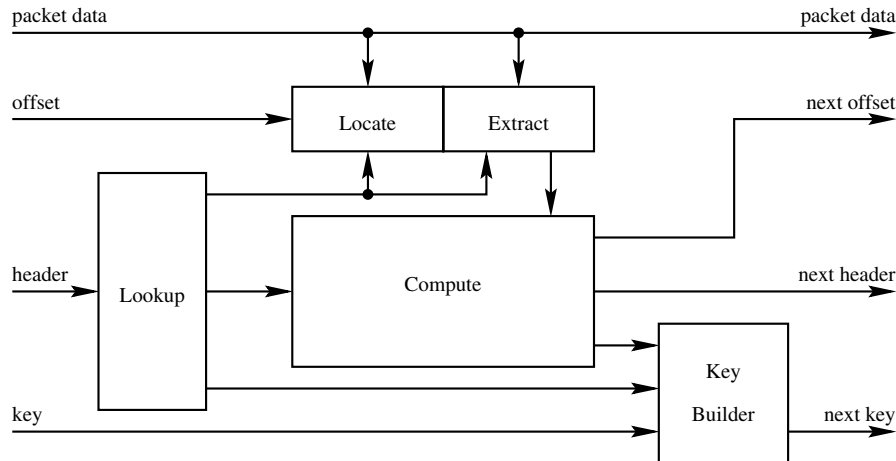 packet data
packet data
offset
next offset
Locate
Extract
header
next header
Lookup
Compute
Key
Builder
key
next key